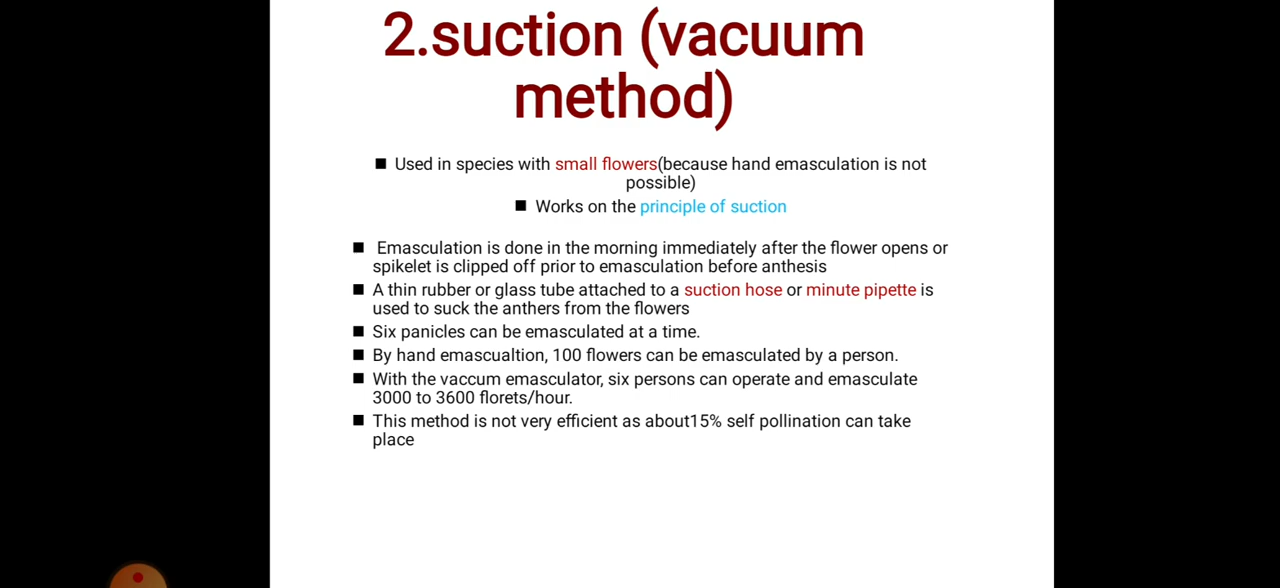 2.suction (vacuum
method)
■ Used in species with small flowers(because hand emasculation is not
possible)
■ Works on the principle of suction
■ Emasculation is done in the morning immediately after the flower opens or
spikelet is clipped off prior to emasculation before anthesis
■ A thin rubber or glass tube attached to a suction hose or minute pipette is
used to suck the anthers from the flowers
■ Six panicles can be emasculated at a time.
■ By hand emascualtion, 100 flowers can be emasculated by a person.
■ With the vaccum emasculator, six persons can operate and emasculate
3000 to 3600 florets/hour.
■ This method is not very efficient as about15% self pollination can take
place